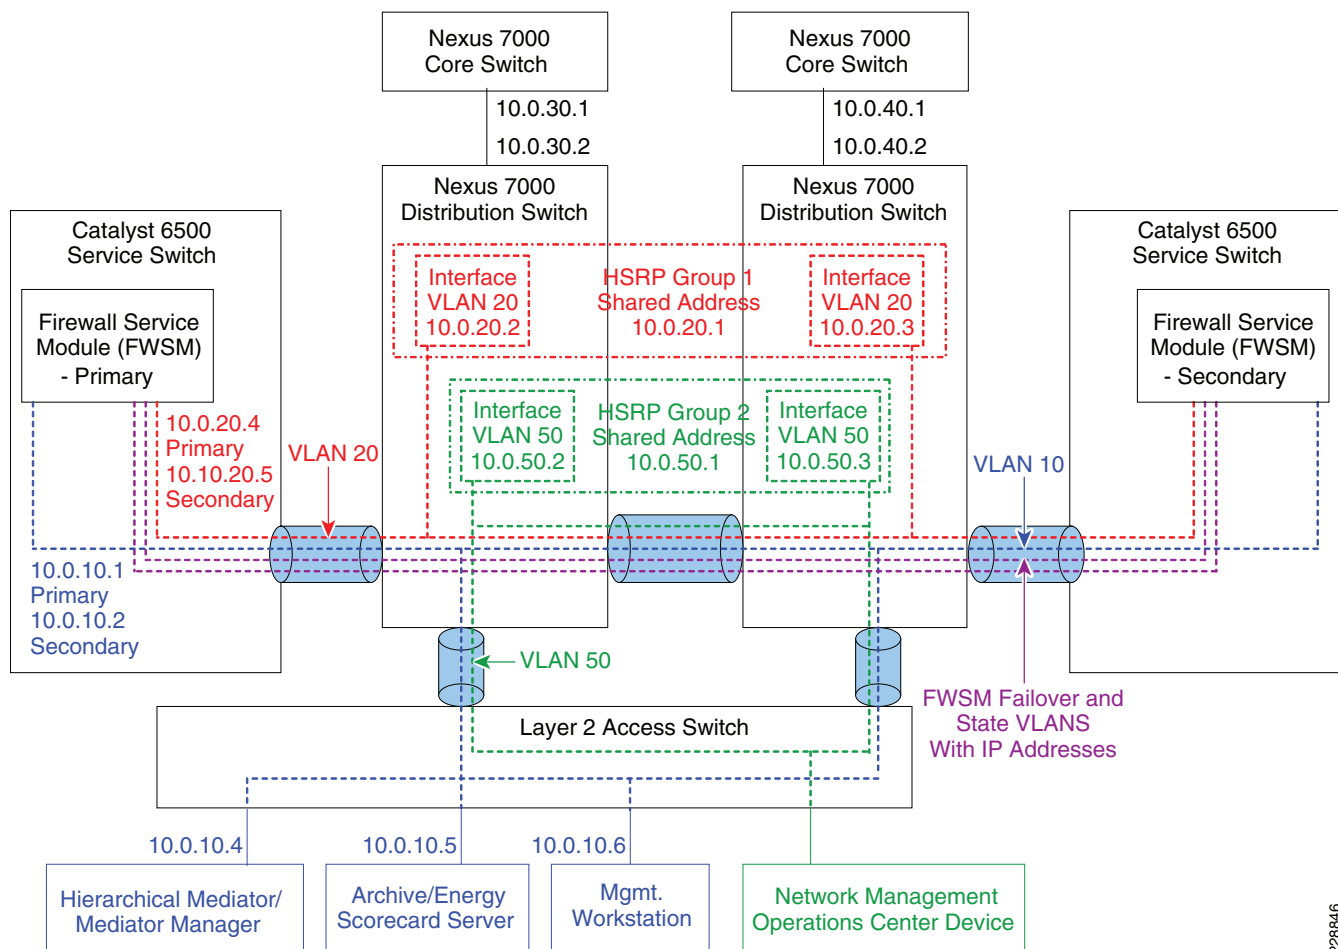 Nexus 7000
Core Switch
Nexus 7000
Core Switch
10.0.30.1
10.0.30.2
10.0.40.1
10.0.40.2
Nexus 7000
Distribution Switch
Nexus 7000
Distribution Switch
Catalyst 6500
Service Switch
Catalyst 6500
Service Switch
Firewall Service
Module (FWSM)
- Primary
Firewall Service
Module (FWSM)
- Secondary
Interface
VLAN 20
10.0.20.2
HSRP Group 1
Shared Address
10.0.20.1
Interface
VLAN 20
10.0.20.3
Interface
VLAN 50
10.0.50.2
HSRP Group 2
Shared Address
10.0.50.1
Interface
VLAN 50
10.0.50.3
10.0.20.4
Primary
10.10.20.5
Secondary
VLAN 20
VLAN 10
10.0.10.1
Primary
10.0.10.2
Secondary
VLAN 50
FWSM Failover and
State VLANS
With IP Addresses
Layer 2 Access Switch
10.0.10.4
10.0.10.5
10.0.10.6
Hierarchical Mediator/
Mediator Manager
Archive/Energy
Scorecard Server
Mgmt.
Workstation
Network Management
Operations Center Device
228846